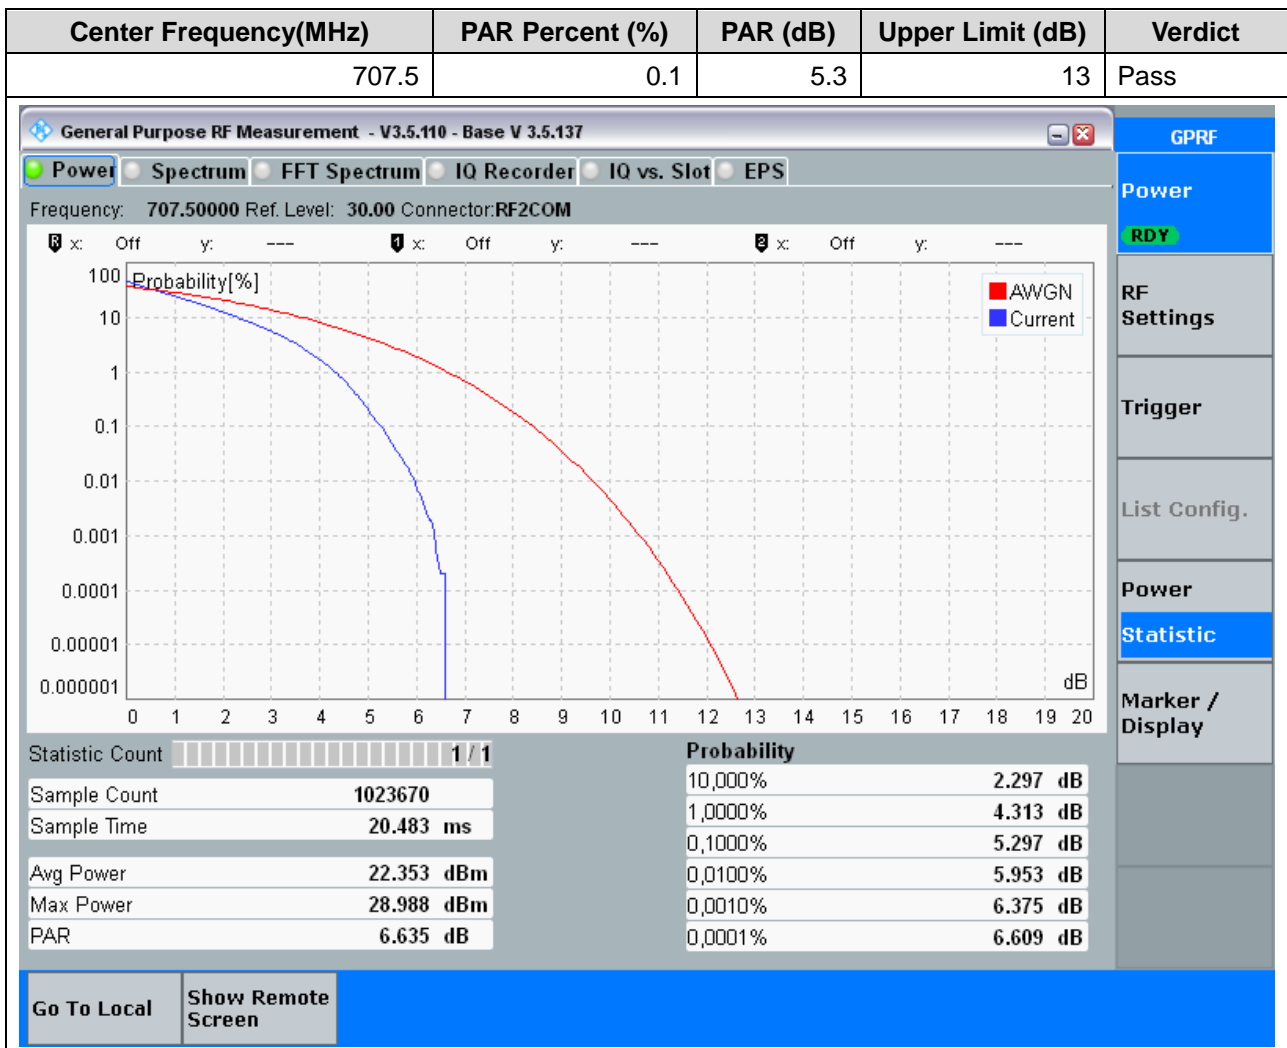 Center Frequency(MHz) PAR Percent (%) PAR (dB) Upper Limit (dB) Verdict
707.5 0.1 5.3 13 Pass
General Purpose RF Measurement - V3.5.110 - Base V 3.5.137
Power Spectrum FFT Spectrum IQ Recorder IQ vs. Slot EPS
Frequency: 707.50000 Ref. Level: 30.00 Connector:RF2COM
R x: Off y: --- 1 x: Off y: --- 2 x: Off y: ---
Probability[%]
AWGN
Current
100
10
1
0.1
0.01
0.001
0.0001
0.00001
0.000001
dB
0 1 2 3 4 5 6 7 8 9 10 11 12 13 14 15 16 17 18 19 20
Statistic Count 1 / 1
Sample Count 1023670
Sample Time 20.483 ms
Avg Power 22.353 dBm
Max Power 28.988 dBm
PAR 6.635 dB
Probability
10,000% 2.297 dB
1,0000% 4.313 dB
0,1000% 5.297 dB
0,0100% 5.953 dB
0,0010% 6.375 dB
0,0001% 6.609 dB
GPRF
Power
RDY
RF
Settings
Trigger
List Config.
Power
Statistic
Marker /
Display
Go To Local
Show Remote
Screen